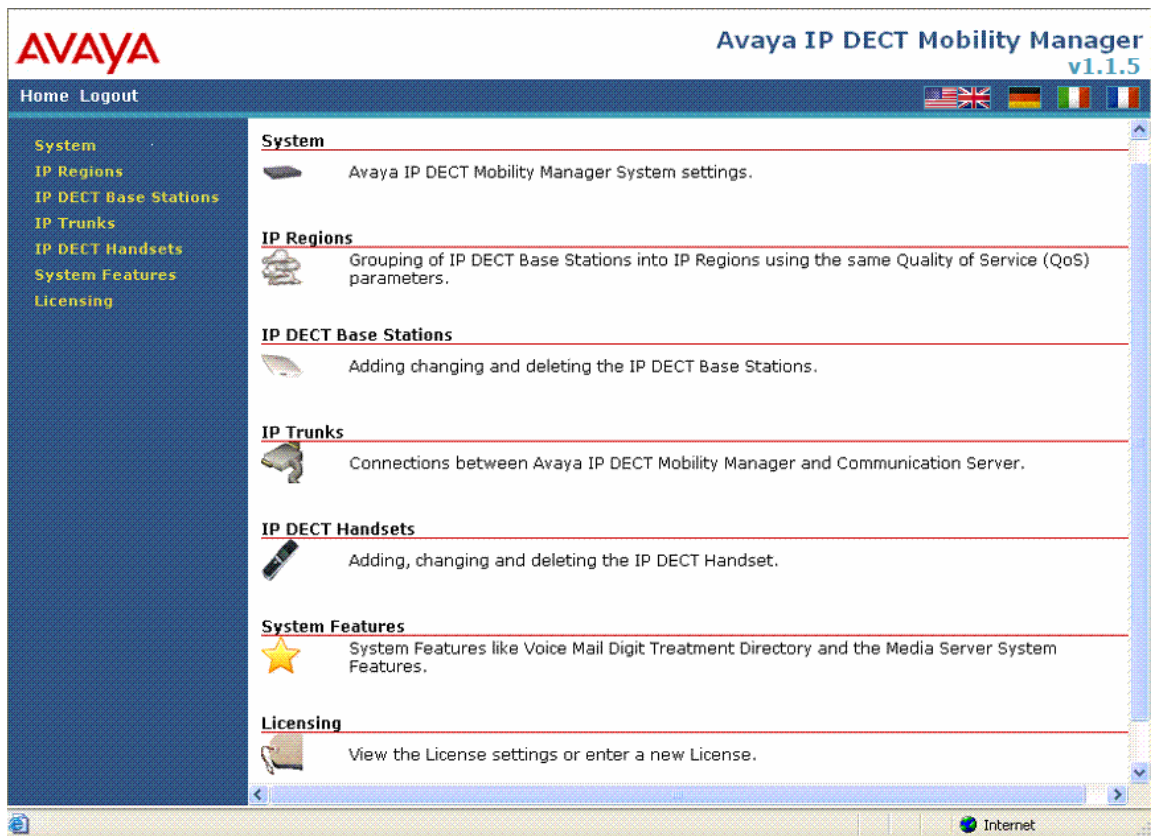 AVAYA
Avaya IP DECT Mobility Manager
v1.1.5
Home Logout
System
IP Regions
IP DECT Base Stations
IP Trunks
IP DECT Handsets
System Features
Licensing
System
Avaya IP DECT Mobility Manager System settings.
IP Regions
Grouping of IP DECT Base Stations into IP Regions using the same Quality of Service (QoS)
parameters.
IP DECT Base Stations
Adding changing and deleting the IP DECT Base Stations.
IP Trunks
Connections between Avaya IP DECT Mobility Manager and Communication Server.
IP DECT Handsets
Adding, changing and deleting the IP DECT Handset.
System Features
System Features like Voice Mail Digit Treatment Directory and the Media Server System
Features.
Licensing
View the License settings or enter a new License.
Internet